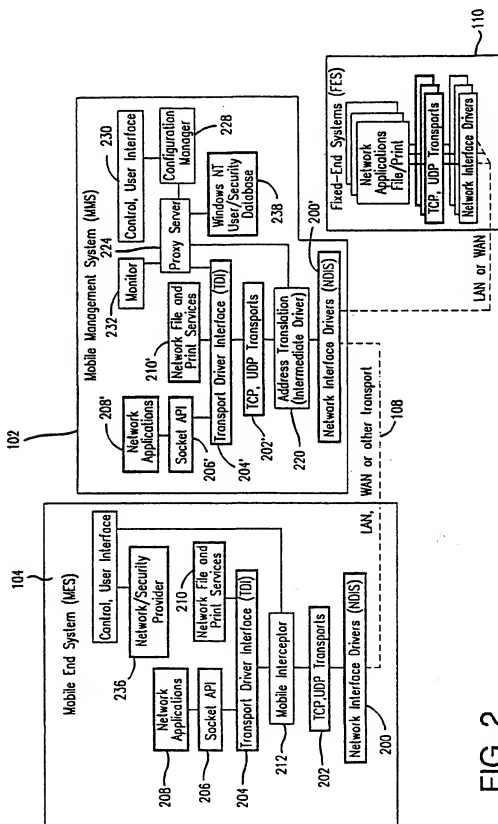 104
Mobile End System (MES)
Control, User Interface
Network/Security
Provider
236
210
Network File and
Print Services
Network
Applications
208
Socket API
206
Transport Driver Interface (TDI)
204
Mobile Interceptor
212
TCP,UDP Transports
202
Network Interface Drivers (NDIS)
200
LAN, WAN or other transport
108
102
Mobile Management System (MMS)
230
Control, User Interface
232
Monitor
224
Proxy Server
Configuration
Manager
228
Windows NT
User/Security
Database
238
210'
Network File and
Print Services
208'
Network
Applications
Socket API
206'
Transport Driver Interface (TDI)
204'
TCP, UDP Transports
202'
Address Translation
(Intermediate Driver)
220
Network Interface Drivers (NDIS)
200'
LAN or WAN
110
Fixed-End Systems (FES)
Network
Applications
File/Print
TCP, UDP Transports
Network Interface Drivers
FIG. 2